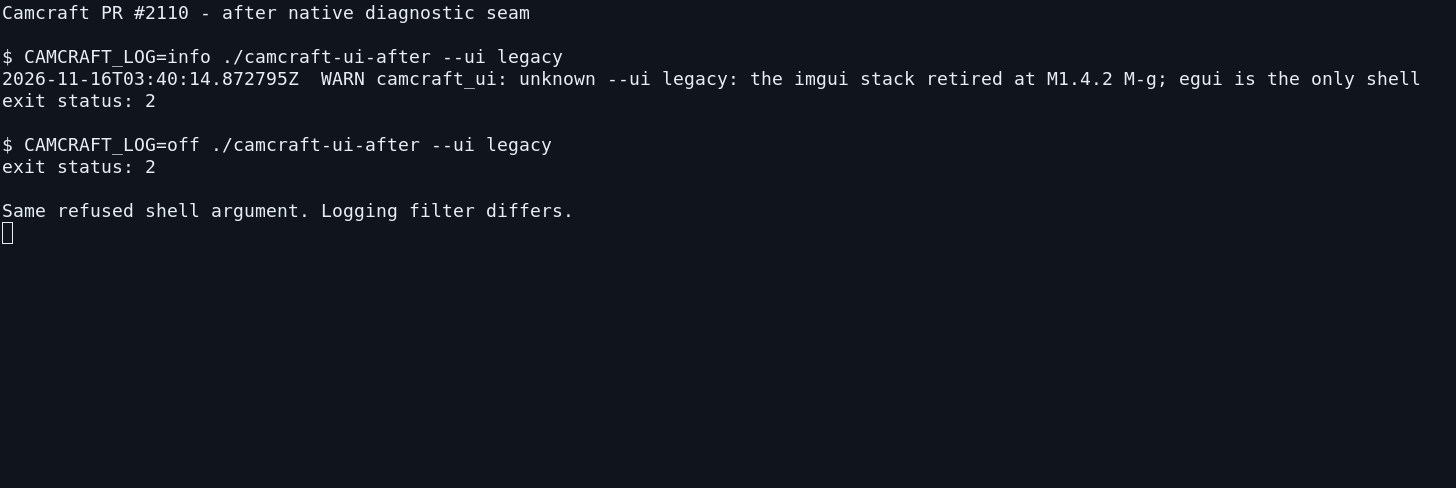 Camcraft PR #2110 - after native diagnostic seam
$ CAMCRAFT_LOG=info ./camcraft-ui-after --ui legacy
2026-11-16T03:40:14.872795Z  WARN camcraft_ui: unknown --ui legacy: the imgui stack retired at M1.4.2 M-g; egui is the only shell
exit status: 2
$ CAMCRAFT_LOG=off ./camcraft-ui-after --ui legacy
exit status: 2
Same refused shell argument. Logging filter differs.